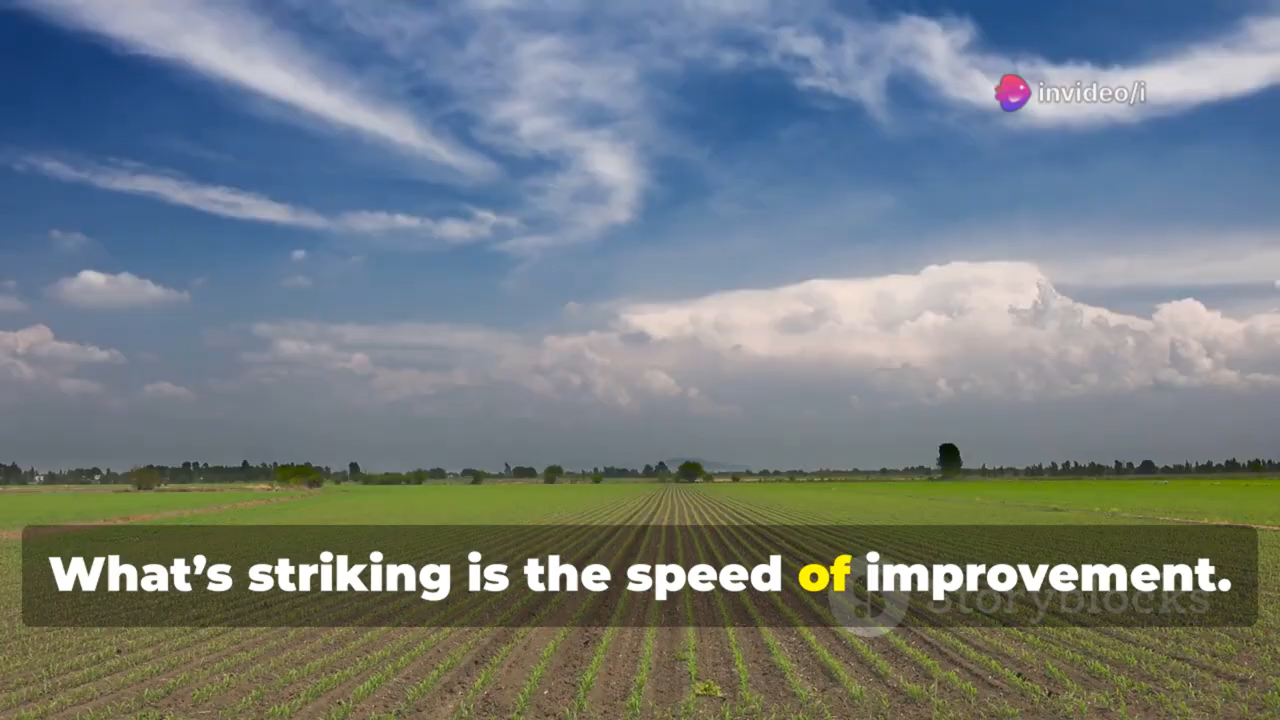 invideo/i
What's striking is the speed of improvement.
Storyblocks